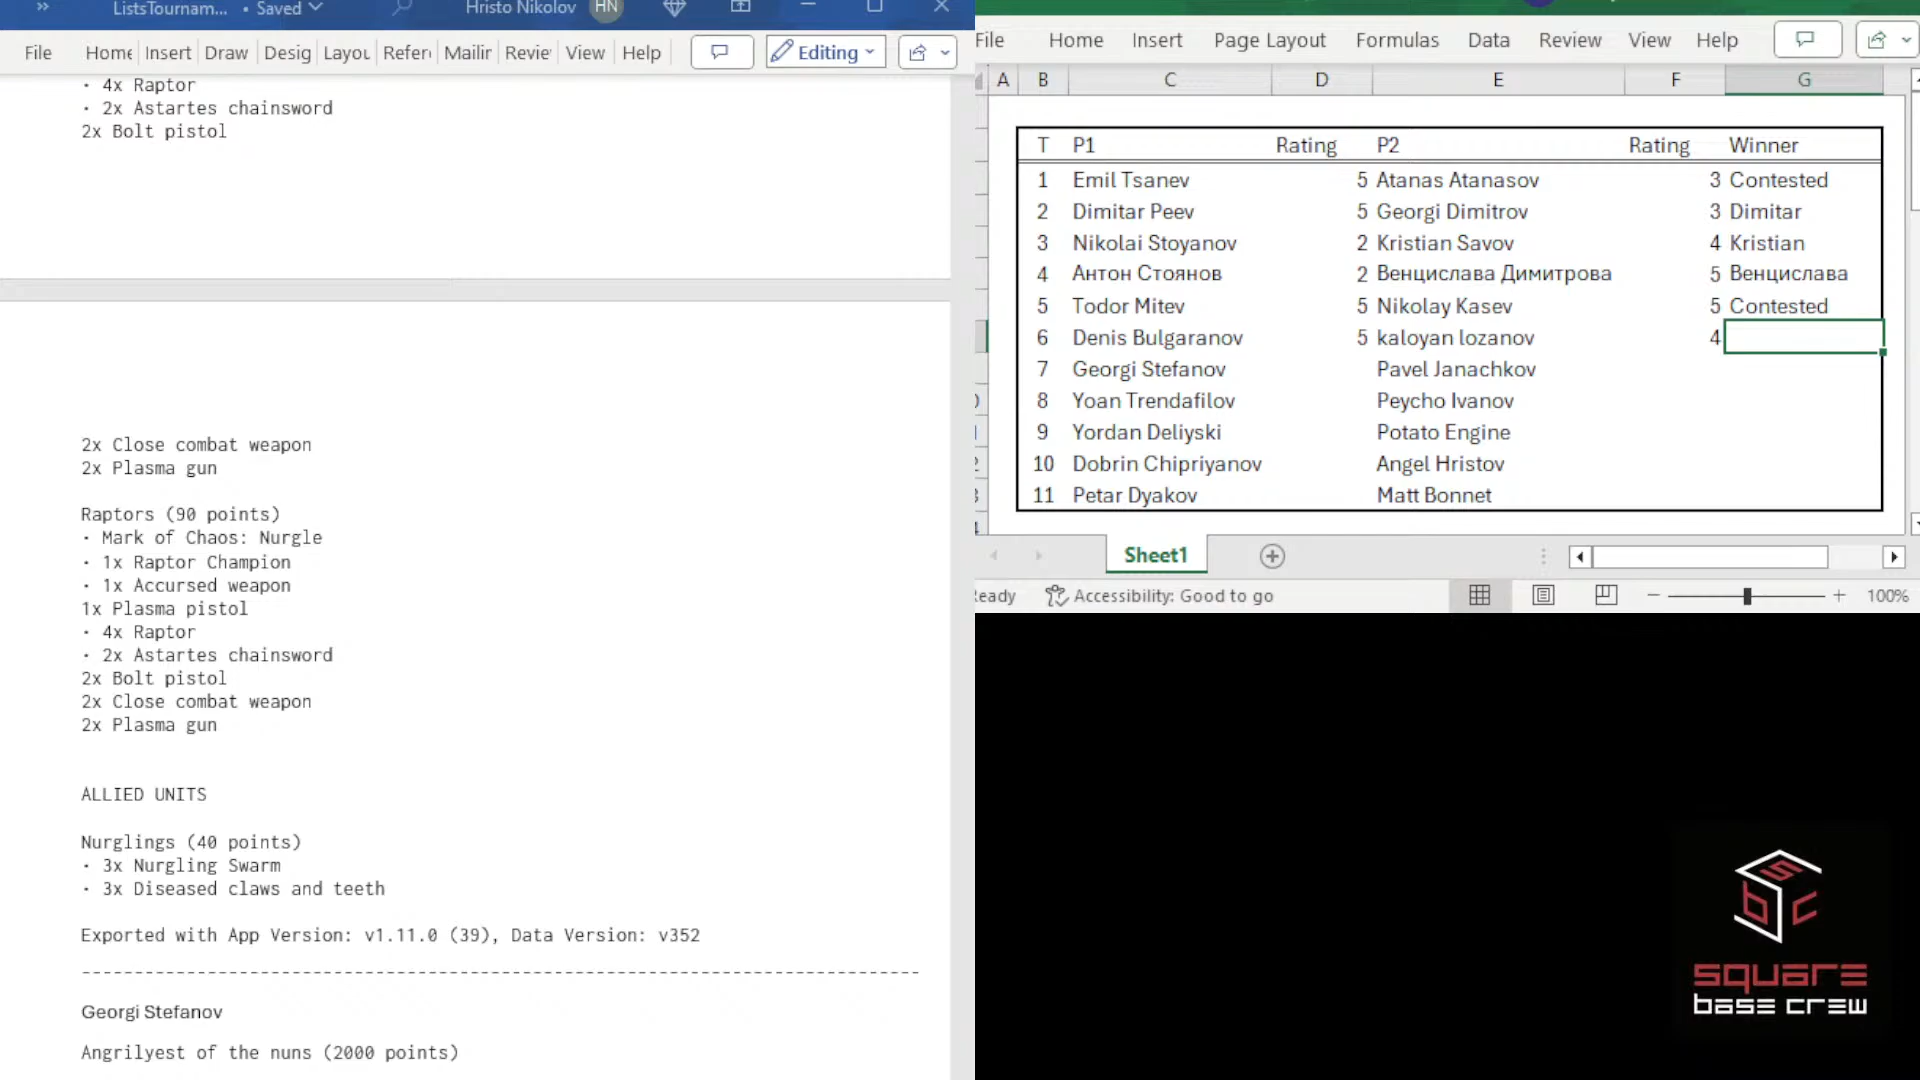 ListsTournam... • Saved
Hristo Nikolov HN
File Home Insert Draw Desig Layou Refer Mailin Revie View Help Editing
· 4x Raptor
· 2x Astartes chainsword
2x Bolt pistol
2x Close combat weapon
2x Plasma gun
Raptors (90 points)
· Mark of Chaos: Nurgle
· 1x Raptor Champion
· 1x Accursed weapon
1x Plasma pistol
· 4x Raptor
· 2x Astartes chainsword
2x Bolt pistol
2x Close combat weapon
2x Plasma gun
ALLIED UNITS
Nurglings (40 points)
· 3x Nurgling Swarm
· 3x Diseased claws and teeth
Exported with App Version: v1.11.0 (39), Data Version: v352
Georgi Stefanov
Angrilyest of the nuns (2000 points)
File Home Insert Page Layout Formulas Data Review View Help
A B C D E F G
T P1 Rating P2 Rating Winner
1 Emil Tsanev 5 Atanas Atanasov 3 Contested
2 Dimitar Peev 5 Georgi Dimitrov 3 Dimitar
3 Nikolai Stoyanov 2 Kristian Savov 4 Kristian
4 Антон Стоянов 2 Венцислава Димитрова 5 Венцислава
5 Todor Mitev 5 Nikolay Kasev 5 Contested
6 Denis Bulgaranov 5 kaloyan lozanov 4
7 Georgi Stefanov Pavel Janachkov
8 Yoan Trendafilov Peycho Ivanov
9 Yordan Deliyski Potato Engine
10 Dobrin Chipriyanov Angel Hristov
11 Petar Dyakov Matt Bonnet
Sheet1
eady Accessibility: Good to go 100%
sbc
square
base crew